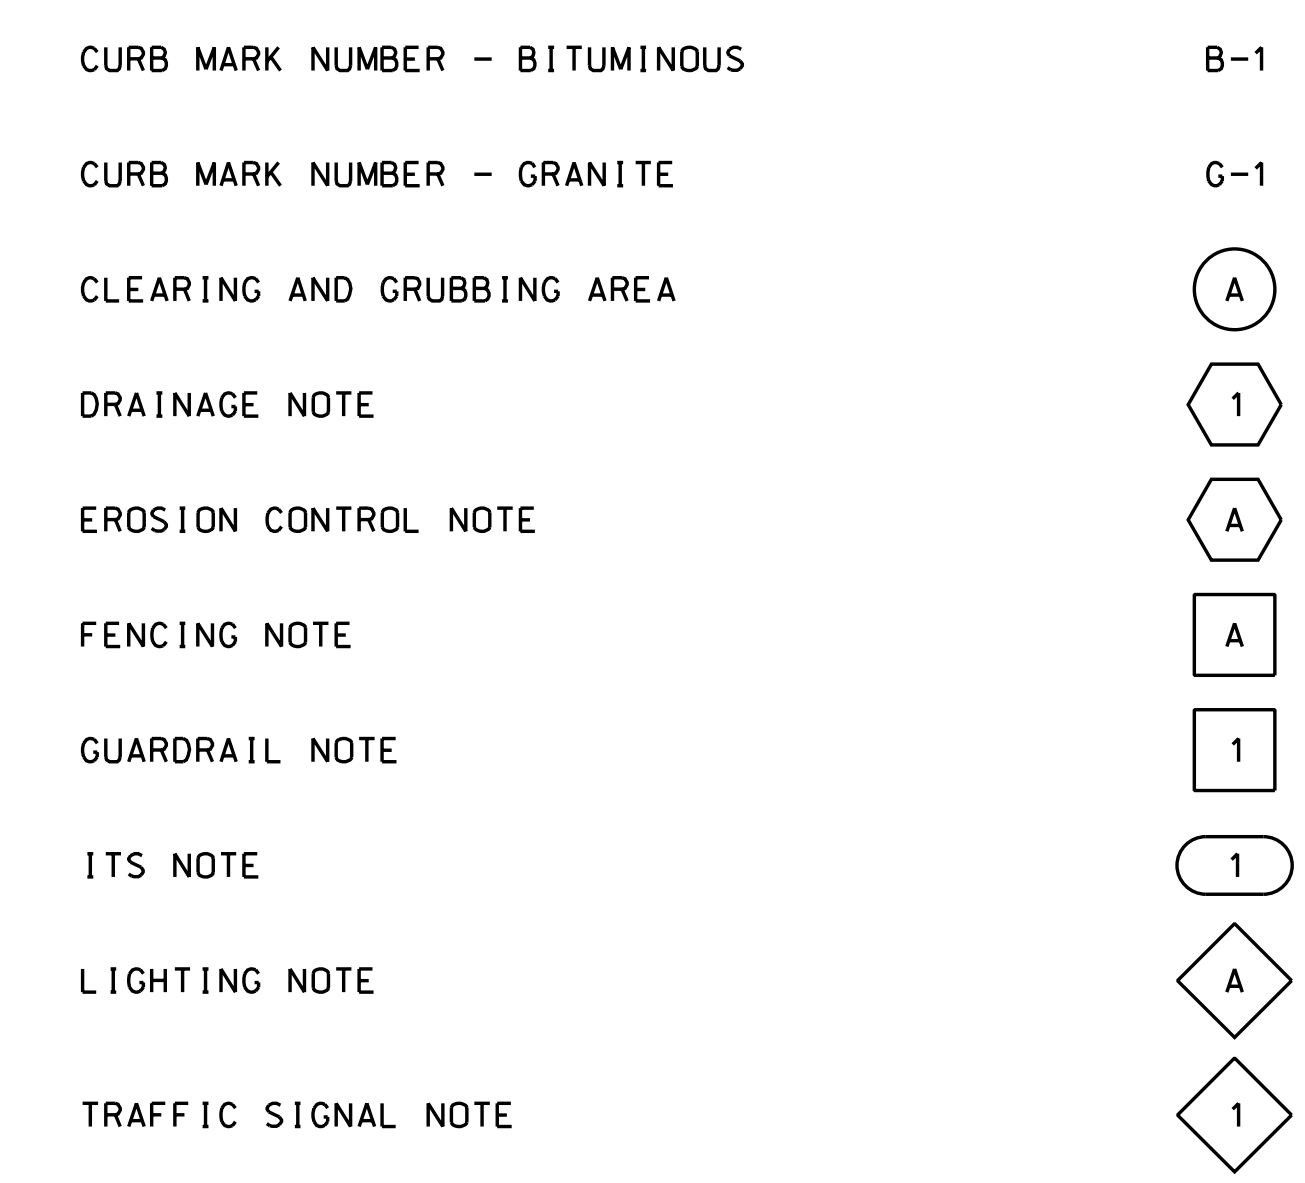 CURB MARK NUMBER - BITUMINOUS B-1
CURB MARK NUMBER - GRANITE G-1
CLEARING AND GRUBBING AREA A
DRAINAGE NOTE 1
EROSION CONTROL NOTE A
FENCING NOTE A
GUARDRAIL NOTE 1
ITS NOTE 1
LIGHTING NOTE A
TRAFFIC SIGNAL NOTE 1